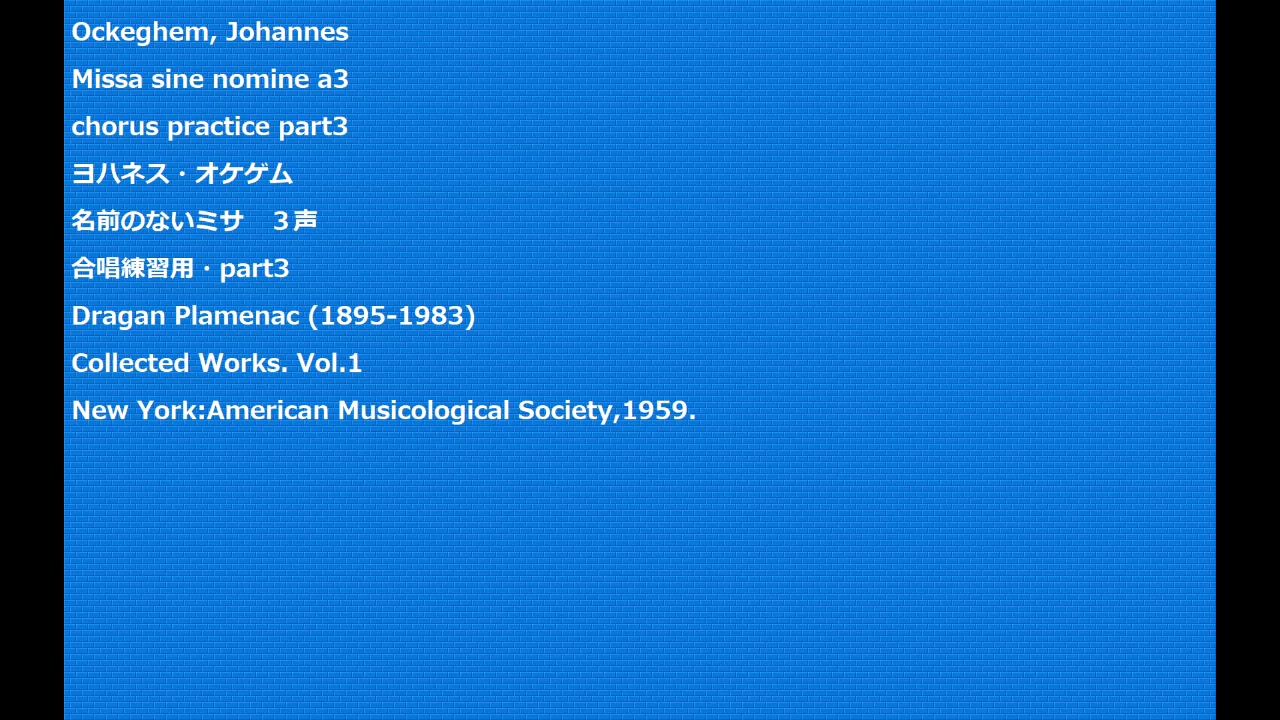 Ockeghem, Johannes
Missa sine nomine a3
chorus practice part3
ヨハネス・オケゲム
名前のないミサ　３声
合唱練習用・part3
Dragan Plamenac (1895-1983)
Collected Works. Vol.1
New York:American Musicological Society,1959.